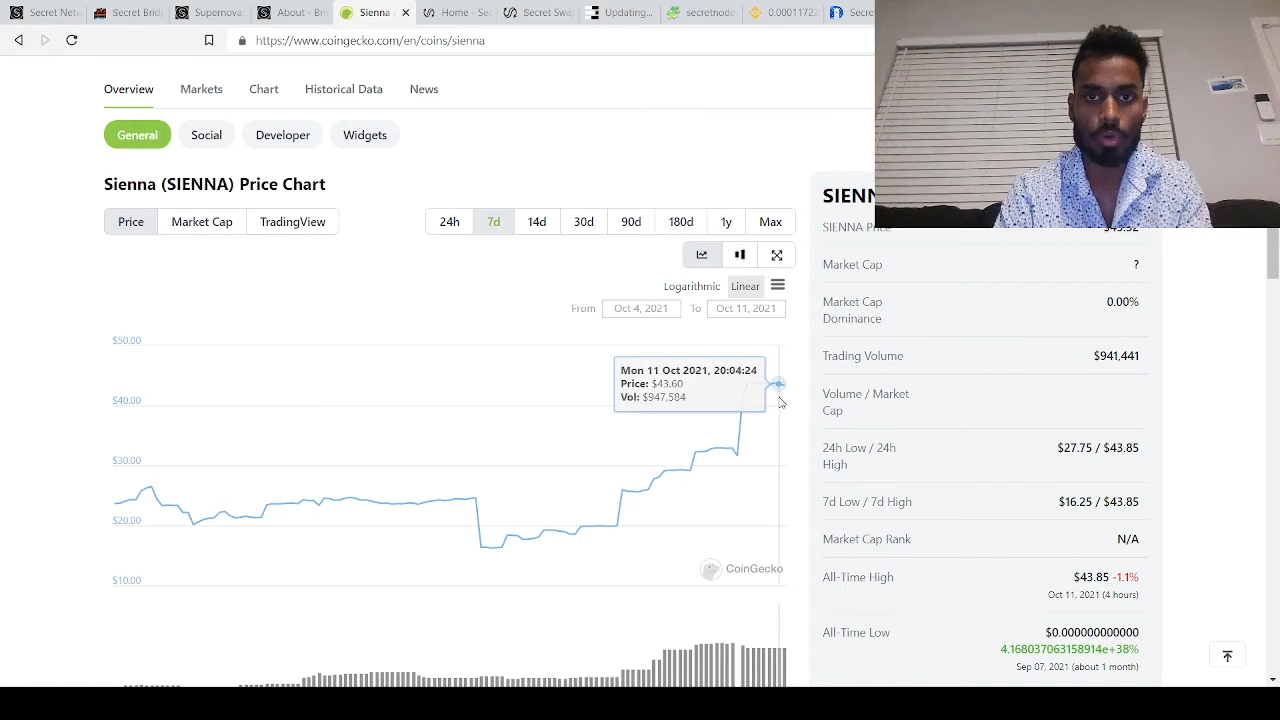 Secret Netw
Secret Bridg
Supernova
About - Bri
Sienna
Home - Sec
Secret Swap
Updating...
secretnodes
0.00011722
Secre
https://www.coingecko.com/en/coins/sienna
Overview
Markets
Chart
Historical Data
News
General
Social
Developer
Widgets
Sienna (SIENNA) Price Chart
Price
Market Cap
TradingView
24h
7d
14d
30d
90d
180d
1y
Max
Logarithmic
Linear
From
Oct 4, 2021
To
Oct 11, 2021
$50.00
$40.00
$30.00
$20.00
$10.00
Mon 11 Oct 2021, 20:04:24
Price: $43.60
Vol: $947,584
CoinGecko
SIENN
SIENNA Price
Market Cap ?
Market Cap 0.00%
Dominance
Trading Volume $941,441
Volume / Market
Cap
24h Low / 24h $27.75 / $43.85
High
7d Low / 7d High $16.25 / $43.85
Market Cap Rank N/A
All-Time High $43.85 -1.1%
Oct 11, 2021 (4 hours)
All-Time Low $0.000000000000
4.168037063158914e+38%
Sep 07, 2021 (about 1 month)